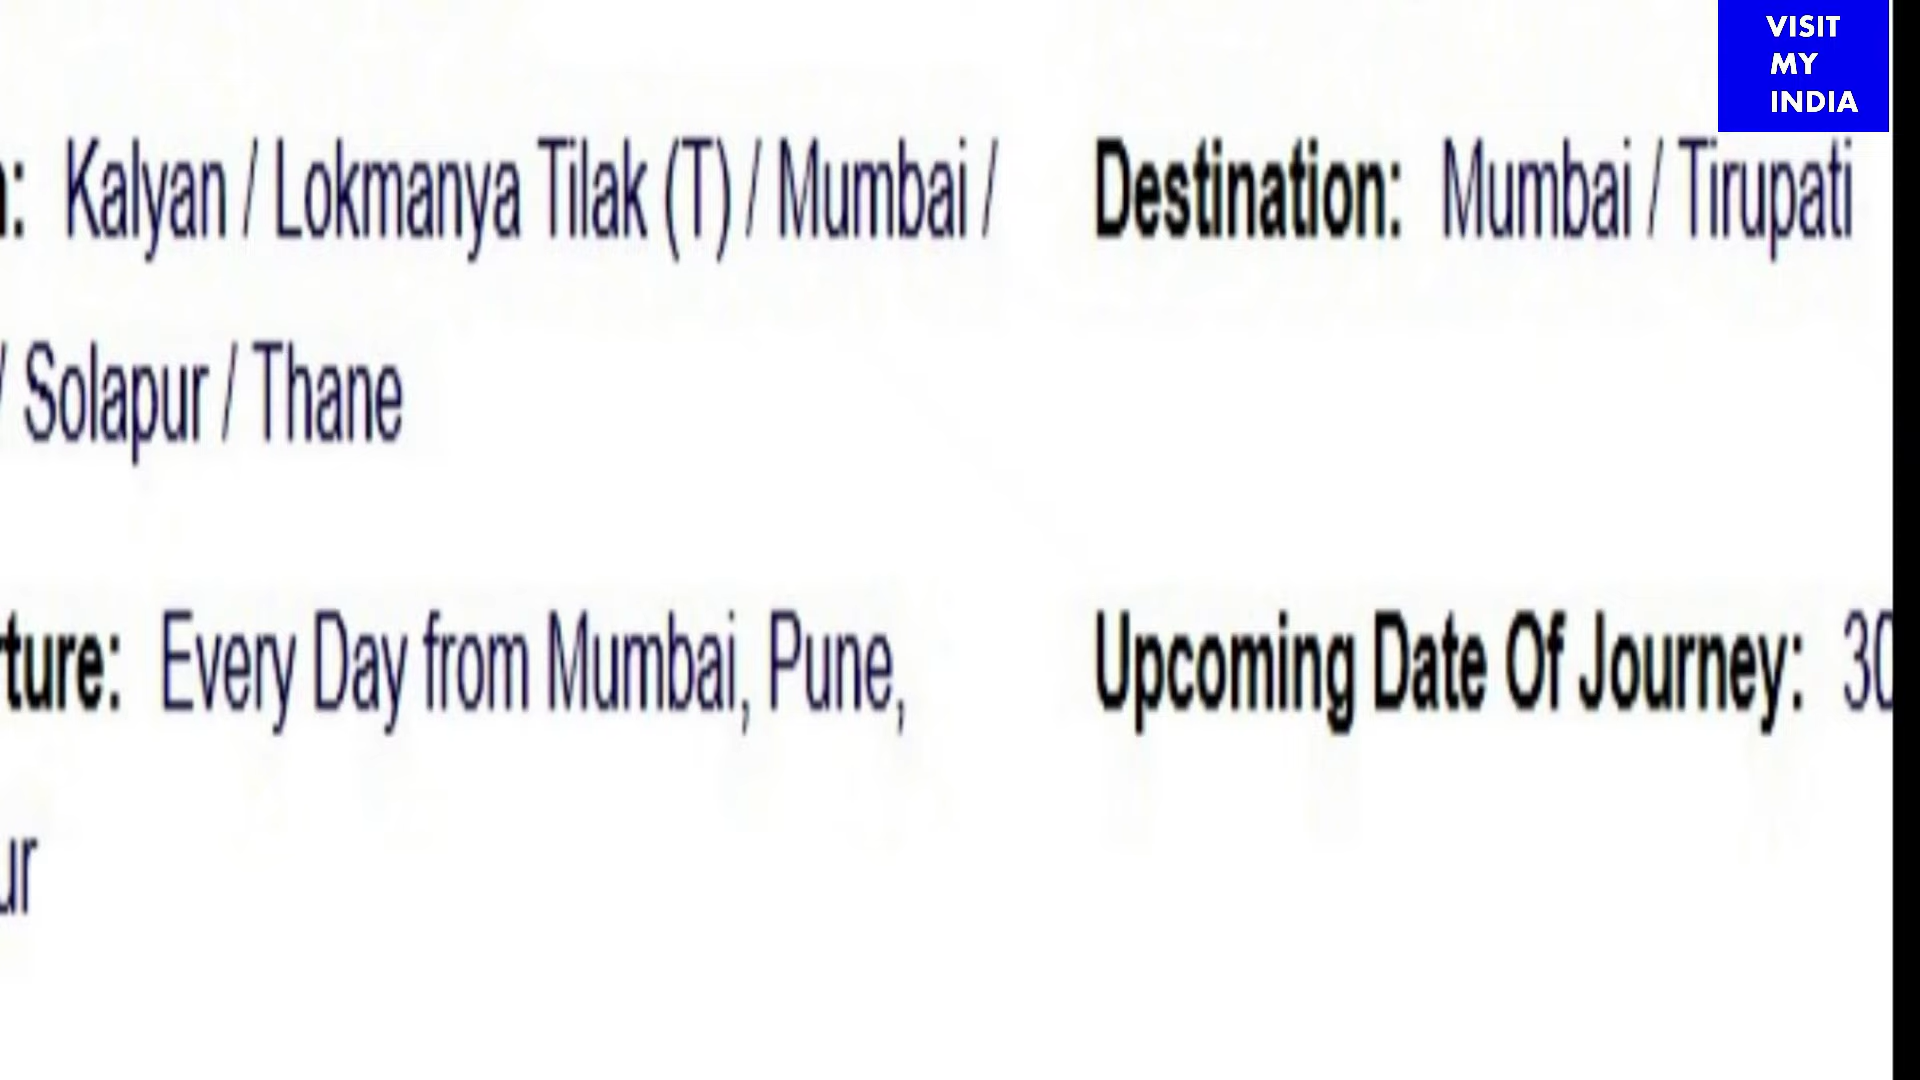 VISIT
MY
INDIA
: Kalyan / Lokmanya Tilak (T) / Mumbai /
/ Solapur / Thane
Destination: Mumbai / Tirupati
ture: Every Day from Mumbai, Pune,
ur
Upcoming Date Of Journey: 30